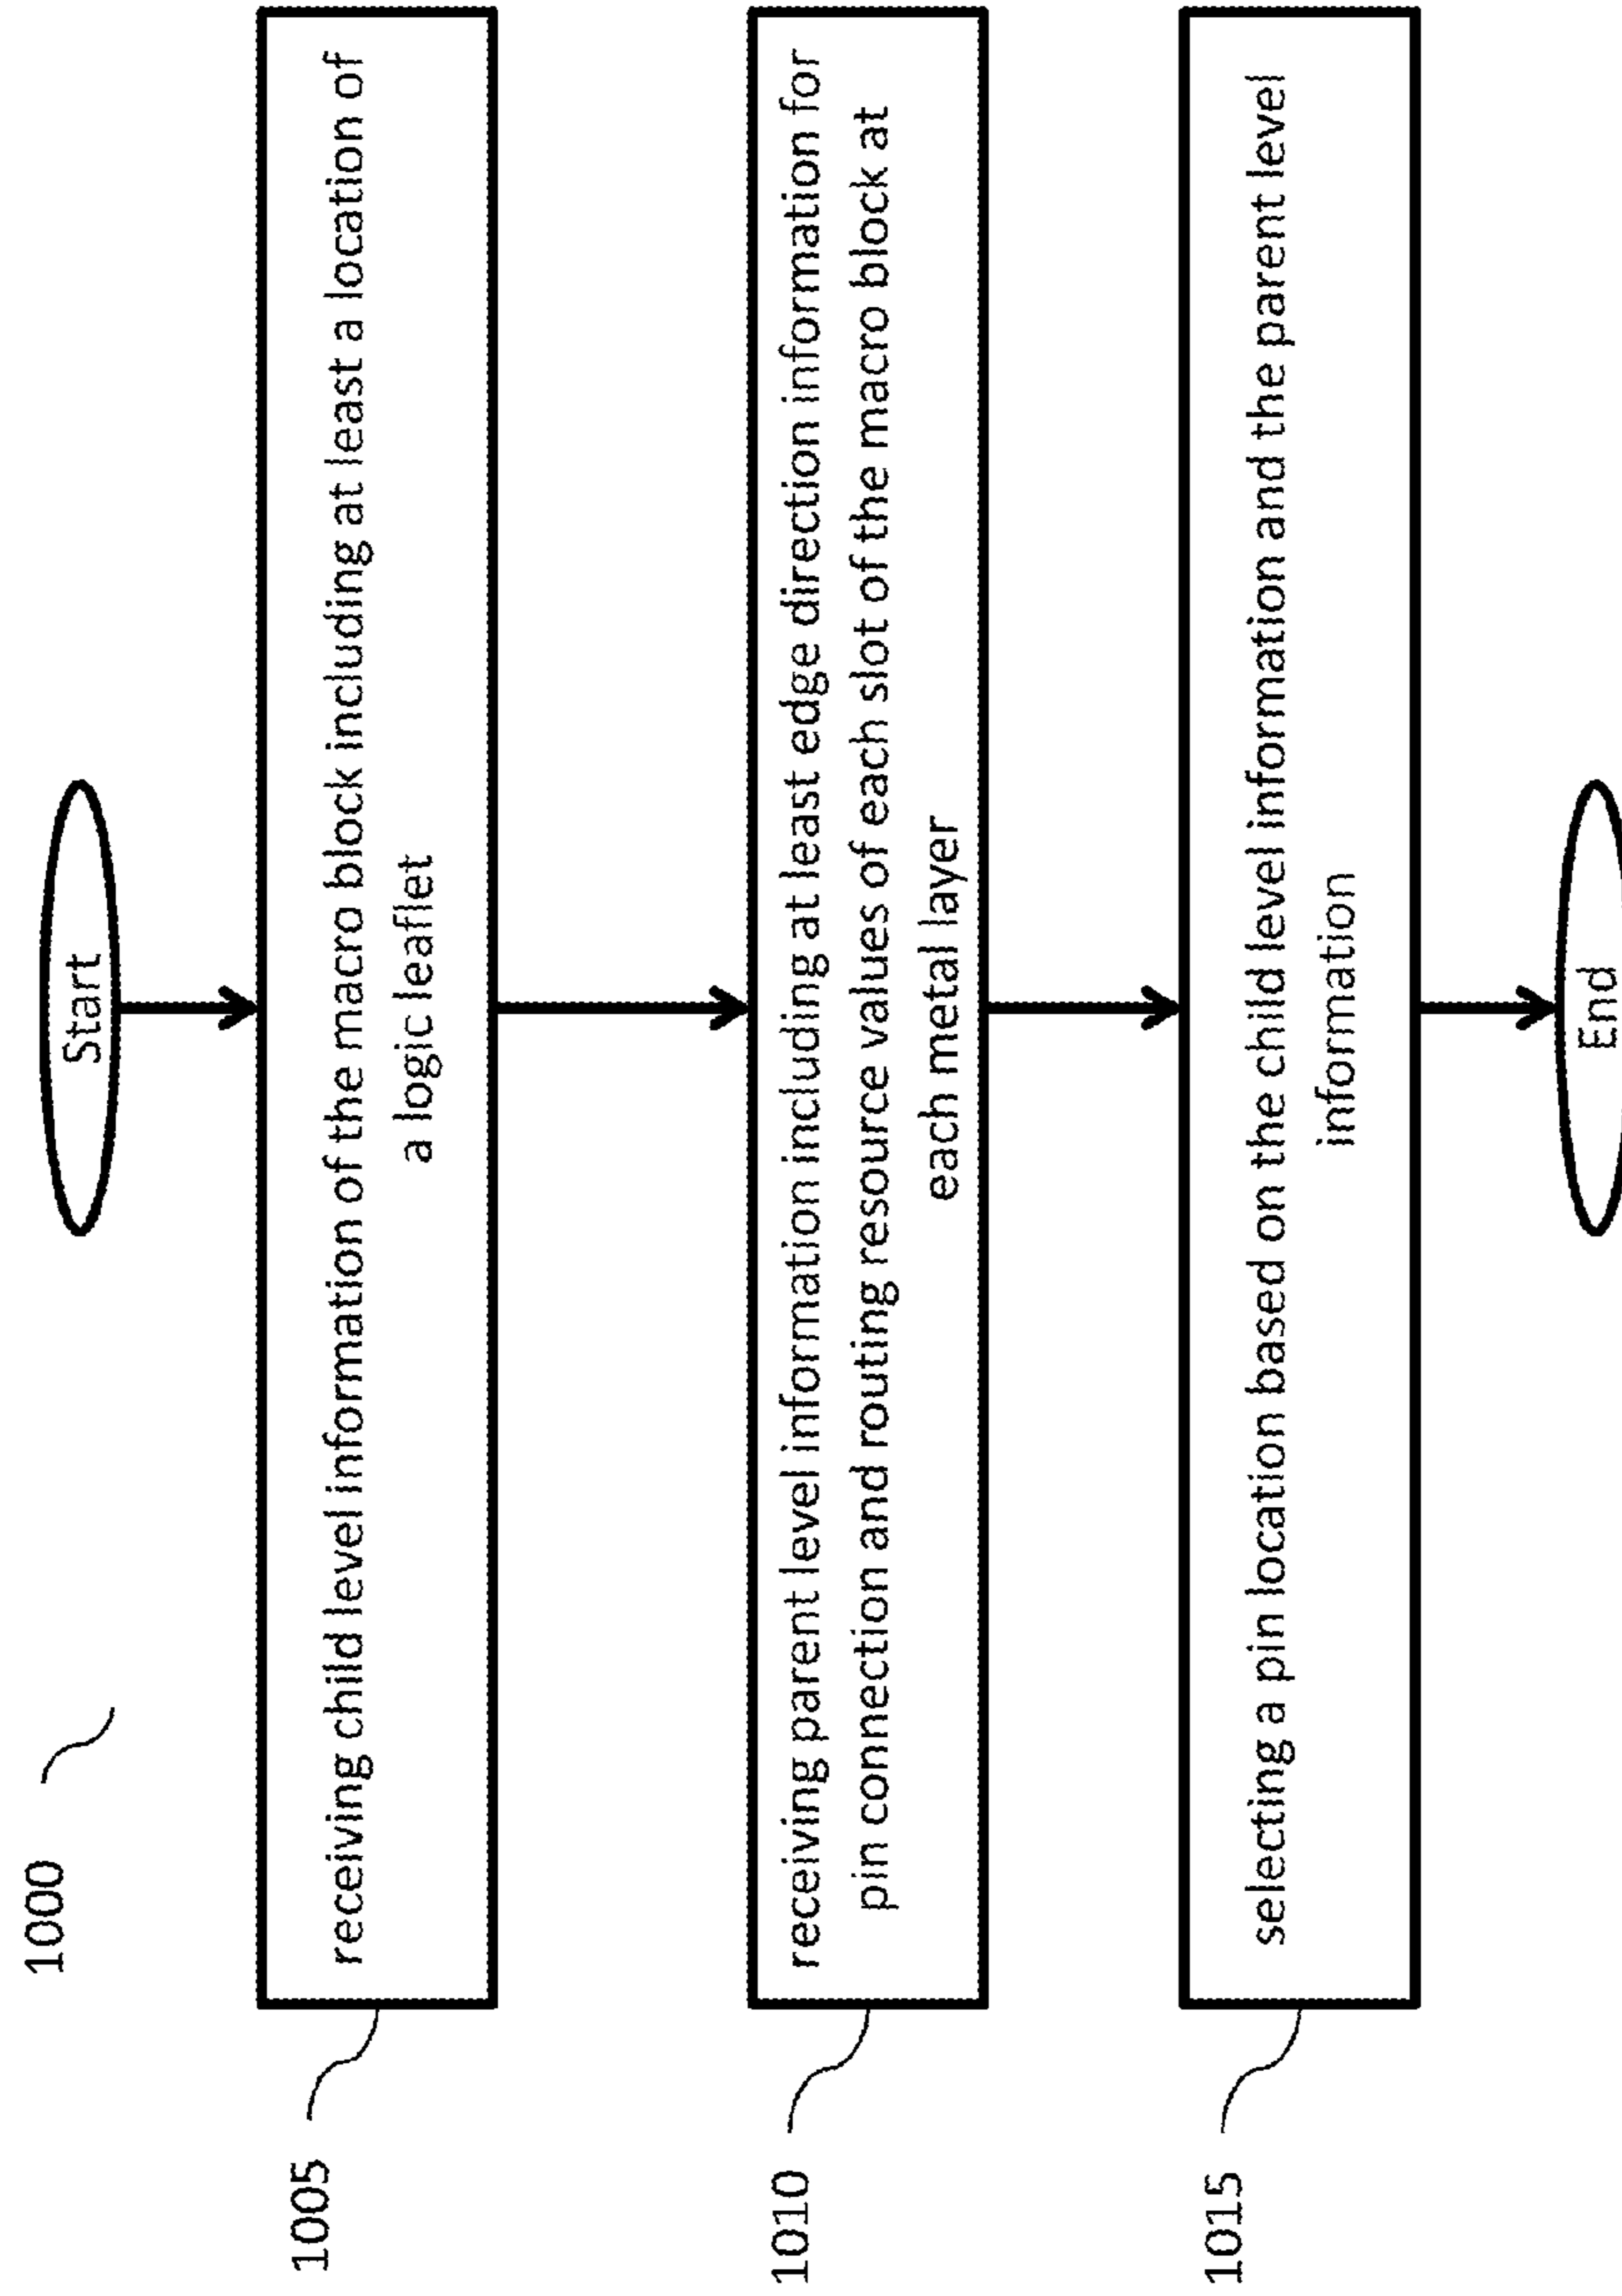 1000
Start
1005
receiving child level information of the macro block including at least a location of
a logic leaflet
1010
receiving parent level information including at least edge direction information for
pin connection and routing resource values of each slot of the macro block at
each metal layer
1015
selecting a pin location based on the child level information and the parent level
information
End